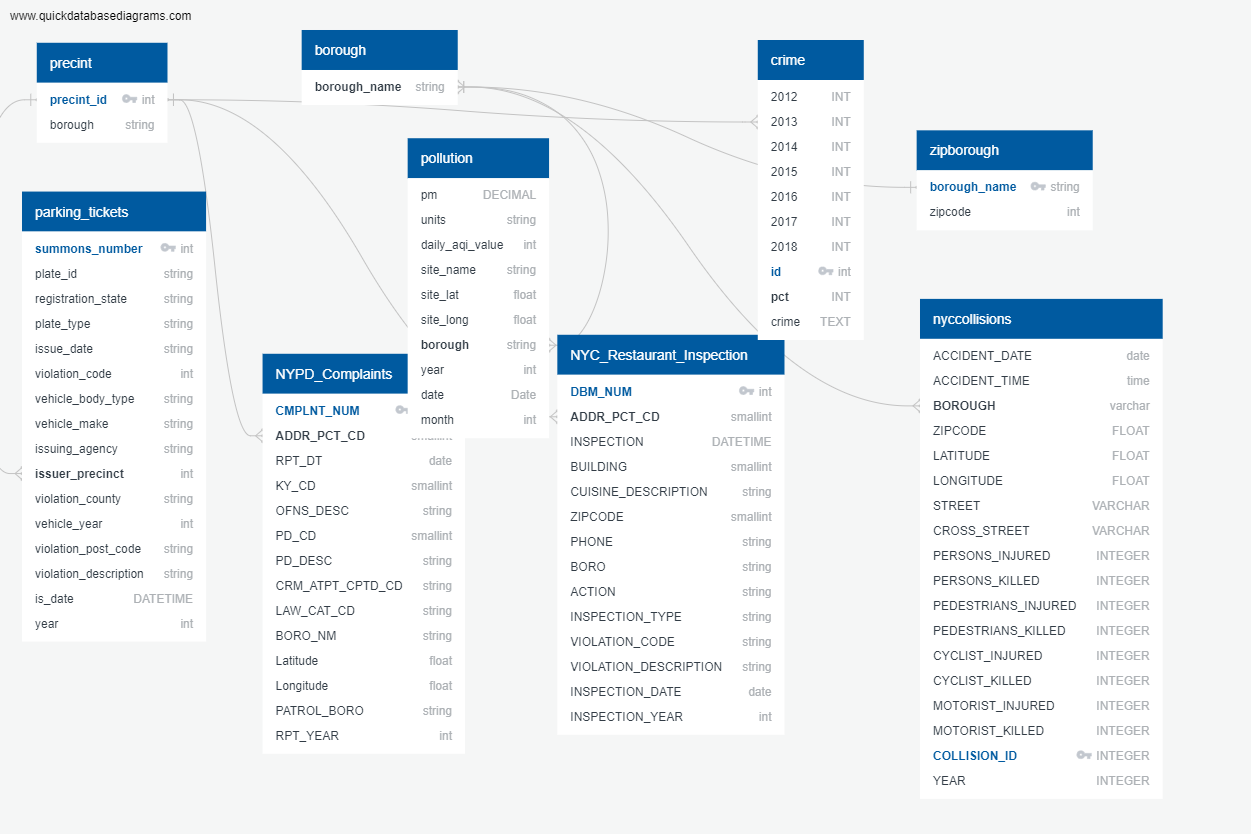 www.quickdatabasediagrams.com
precint
precint_id int
borough string
borough
borough_name string
crime
2012 INT
2013 INT
2014 INT
2015 INT
2016 INT
2017 INT
2018 INT
id int
pct INT
crime TEXT
zipborough
borough_name string
zipcode int
pollution
pm DECIMAL
units string
daily_aqi_value int
site_name string
site_lat float
site_long float
borough string
year int
date Date
month int
parking_tickets
summons_number int
plate_id string
registration_state string
plate_type string
issue_date string
violation_code int
vehicle_body_type string
vehicle_make string
issuing_agency string
issuer_precinct int
violation_county string
vehicle_year int
violation_post_code string
violation_description string
is_date DATETIME
year int
NYPD_Complaints
CMPLNT_NUM
ADDR_PCT_CD smallint
RPT_DT date
KY_CD smallint
OFNS_DESC string
PD_CD smallint
PD_DESC string
CRM_ATPT_CPTD_CD string
LAW_CAT_CD string
BORO_NM string
Latitude float
Longitude float
PATROL_BORO string
RPT_YEAR int
NYC_Restaurant_Inspection
DBM_NUM int
ADDR_PCT_CD smallint
INSPECTION DATETIME
BUILDING smallint
CUISINE_DESCRIPTION string
ZIPCODE smallint
PHONE string
BORO string
ACTION string
INSPECTION_TYPE string
VIOLATION_CODE string
VIOLATION_DESCRIPTION string
INSPECTION_DATE date
INSPECTION_YEAR int
nyccollisions
ACCIDENT_DATE date
ACCIDENT_TIME time
BOROUGH varchar
ZIPCODE FLOAT
LATITUDE FLOAT
LONGITUDE FLOAT
STREET VARCHAR
CROSS_STREET VARCHAR
PERSONS_INJURED INTEGER
PERSONS_KILLED INTEGER
PEDESTRIANS_INJURED INTEGER
PEDESTRIANS_KILLED INTEGER
CYCLIST_INJURED INTEGER
CYCLIST_KILLED INTEGER
MOTORIST_INJURED INTEGER
MOTORIST_KILLED INTEGER
COLLISION_ID INTEGER
YEAR INTEGER